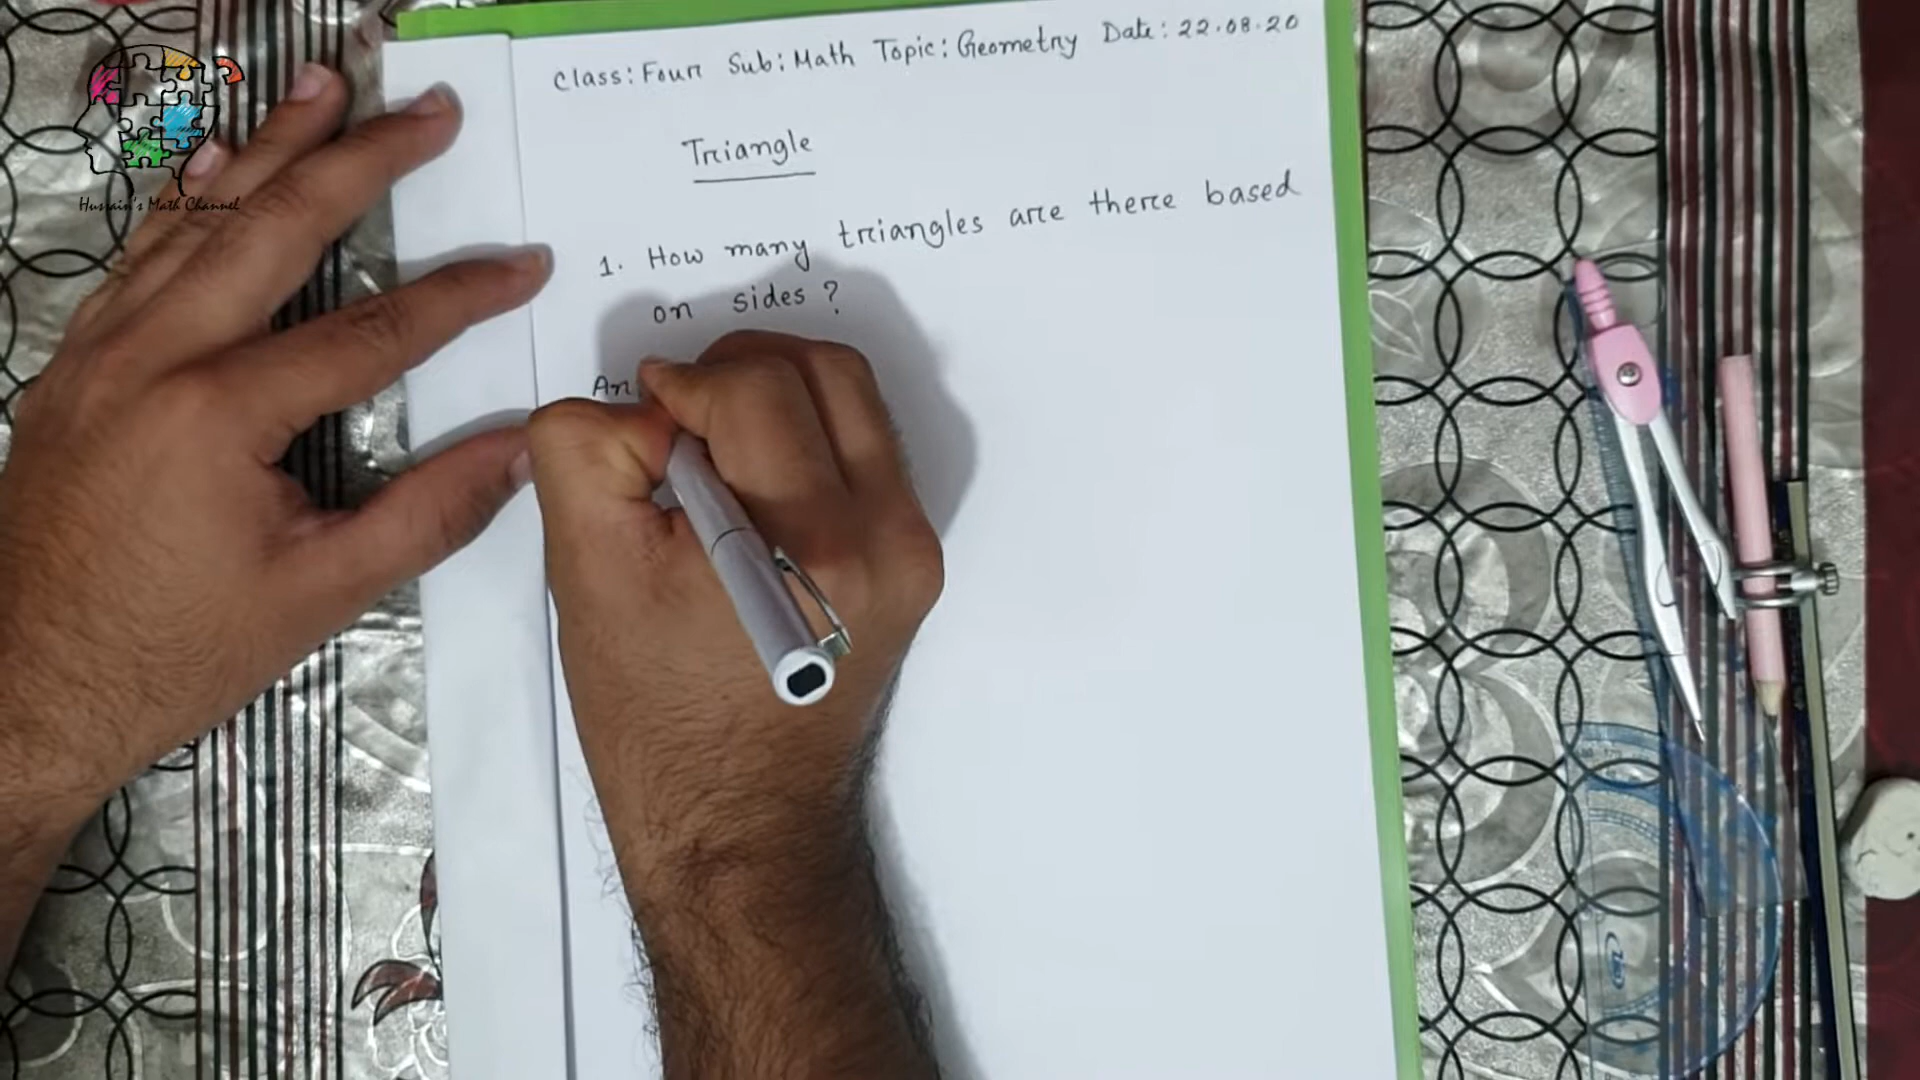 Hussain's Math Channel
Class: Four Sub: Math Topic: Geometry Date: 22.08.20
Triangle
1. How many triangles are there based
on sides ?
An